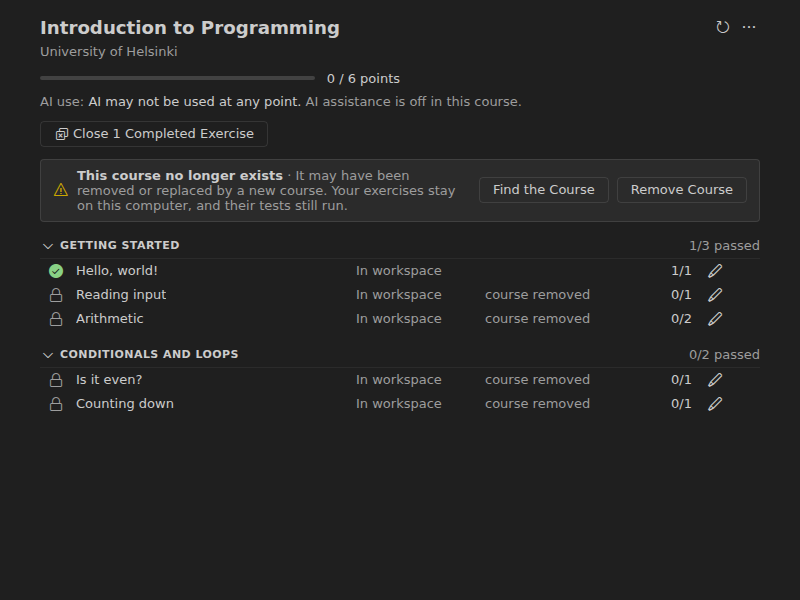 Introduction to Programming
University of Helsinki
0 / 6 points
AI use: AI may not be used at any point. AI assistance is off in this course.
Close 1 Completed Exercise
This course no longer exists · It may have been
removed or replaced by a new course. Your exercises stay
on this computer, and their tests still run.
Find the Course
Remove Course
GETTING STARTED 1/3 passed
Hello, world! In workspace 1/1
Reading input In workspace course removed 0/1
Arithmetic In workspace course removed 0/2
CONDITIONALS AND LOOPS 0/2 passed
Is it even? In workspace course removed 0/1
Counting down In workspace course removed 0/1